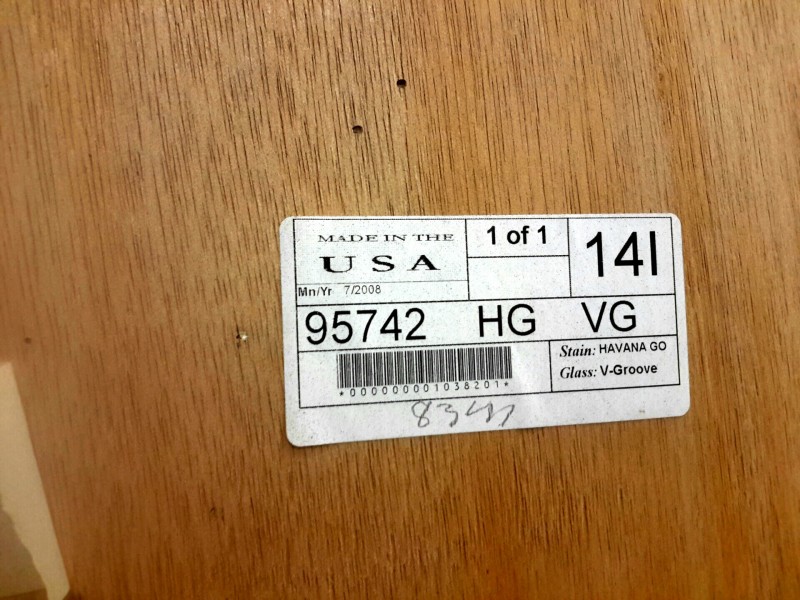 MADE IN THE
USA
Mn/Yr 7/2008
1 of 1
14I
95742 HG VG
*000000001038201*
Stain: HAVANA GO
Glass: V-Groove